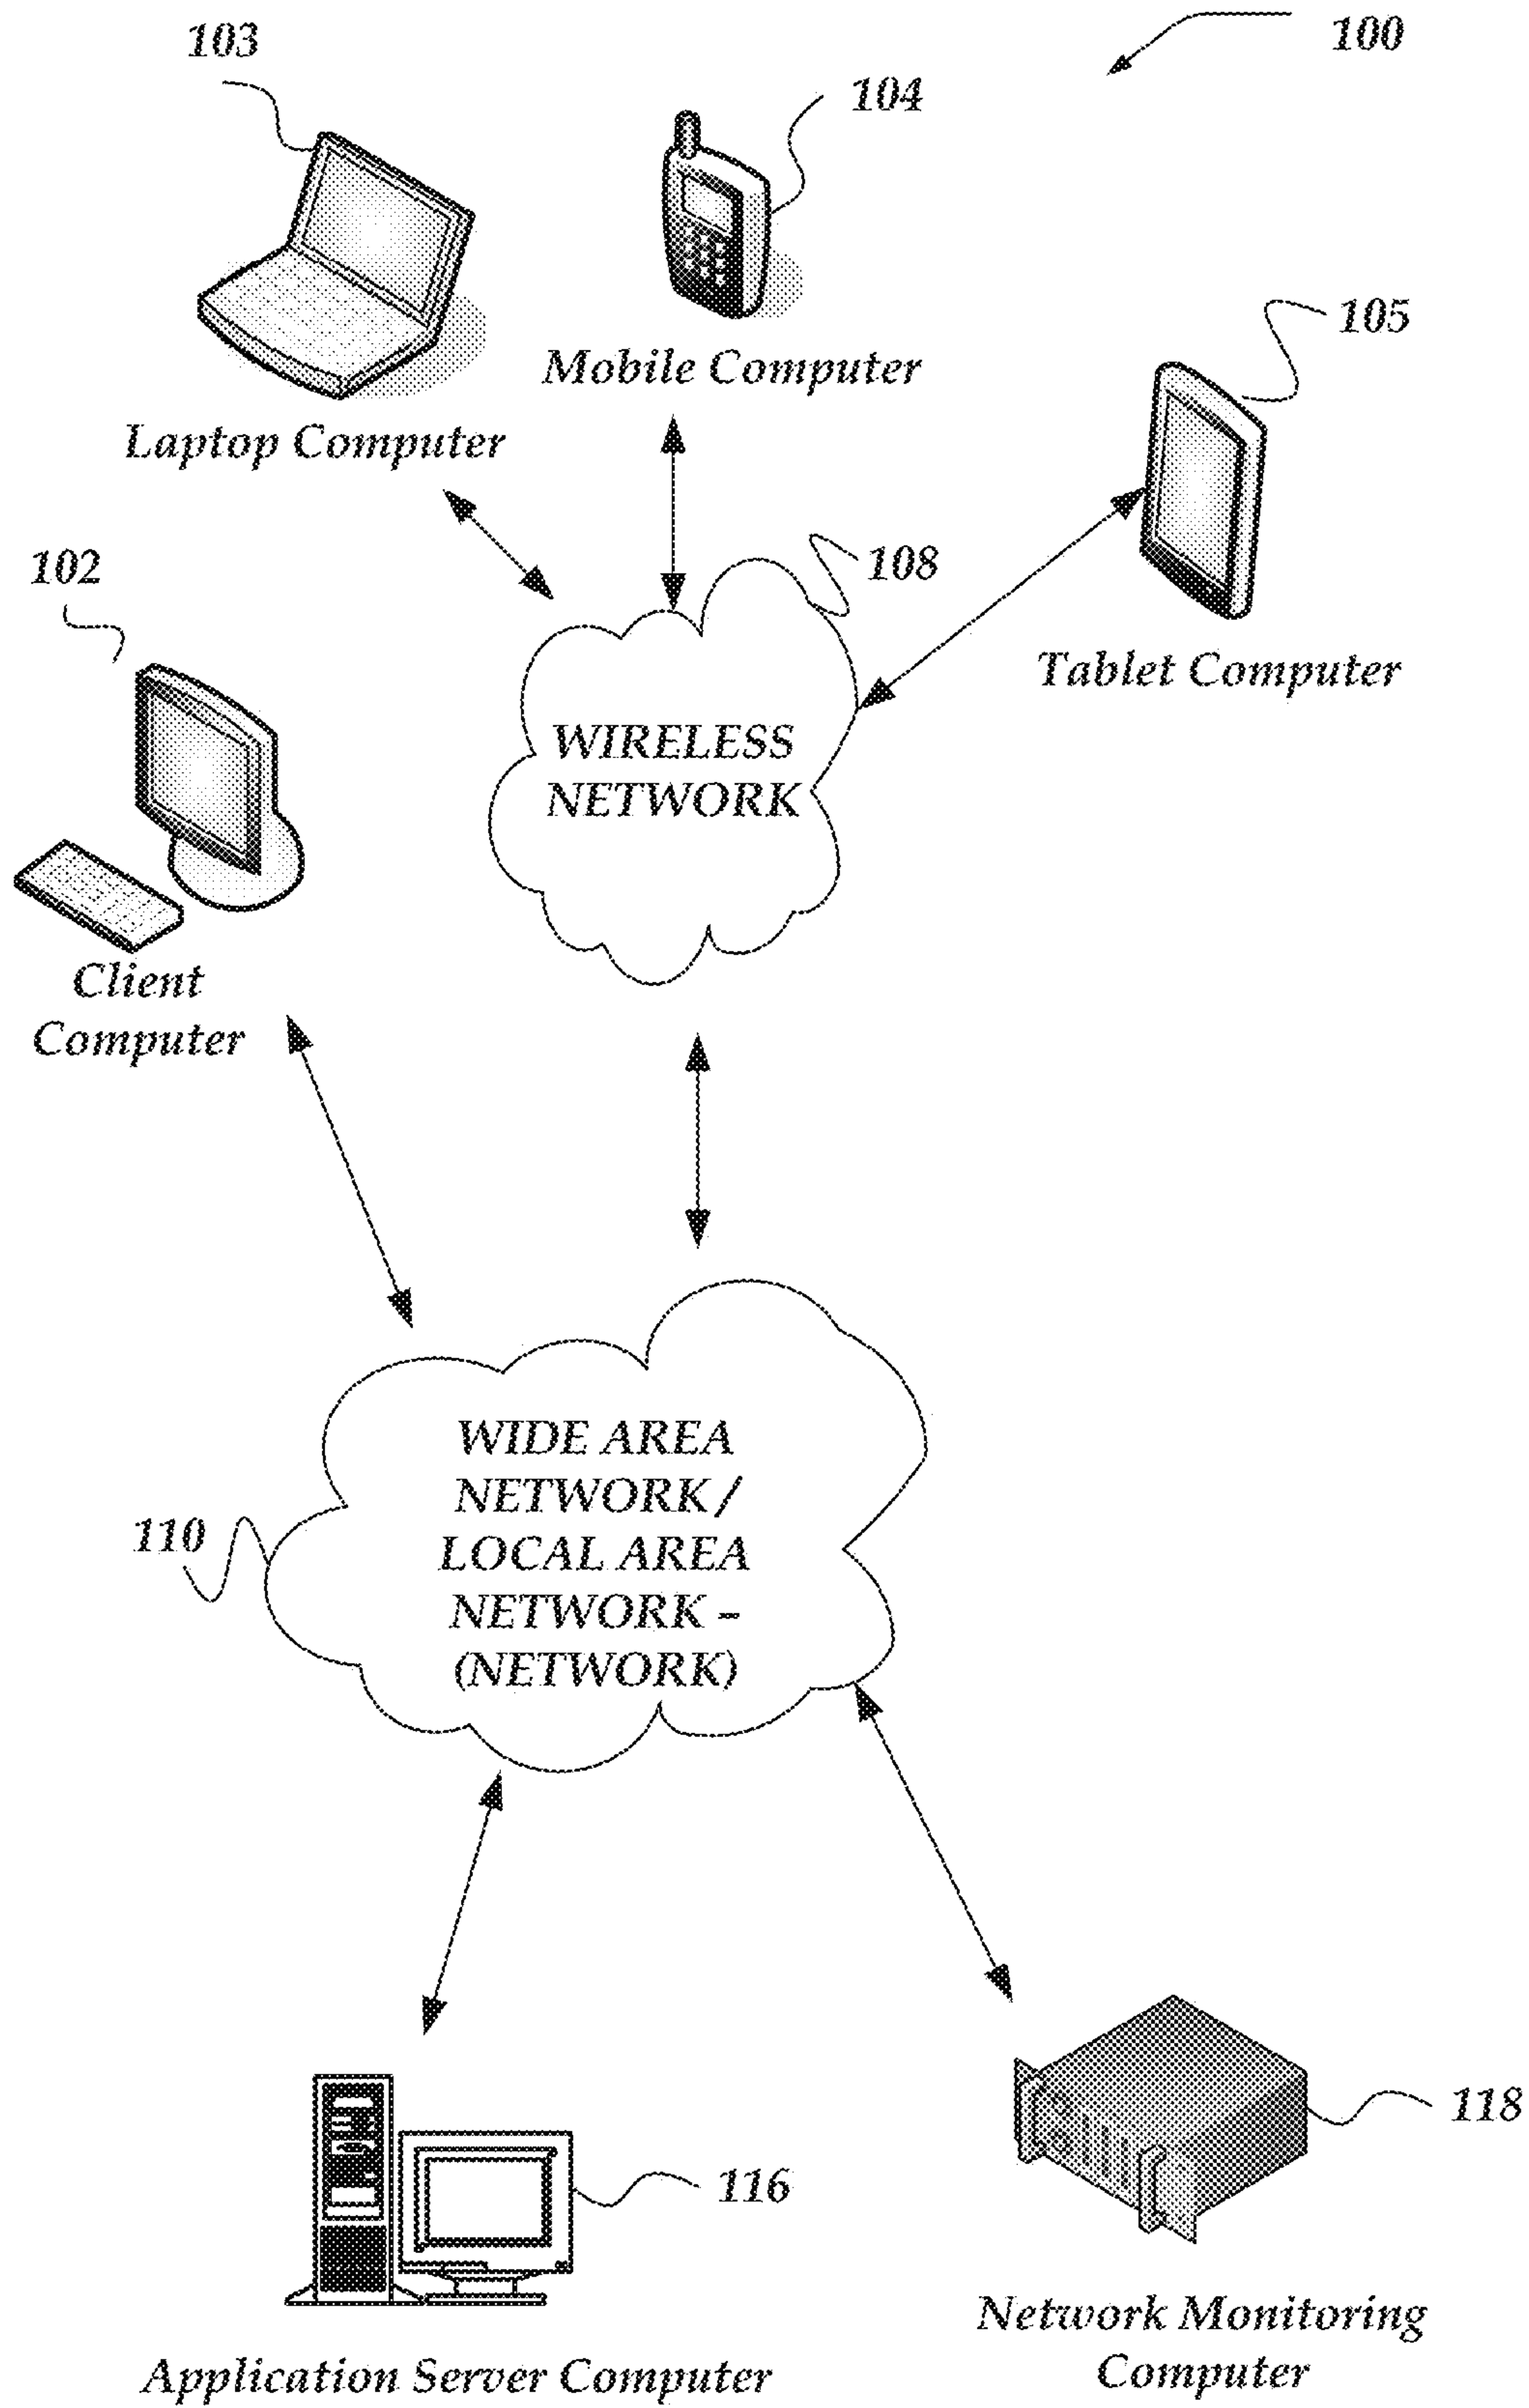 100
103
104
Mobile Computer
105
Laptop Computer
102
108
Tablet Computer
WIRELESS
NETWORK
Client
Computer
WIDE AREA
NETWORK /
LOCAL AREA
NETWORK –
(NETWORK)
110
116
118
Application Server Computer
Network Monitoring
Computer